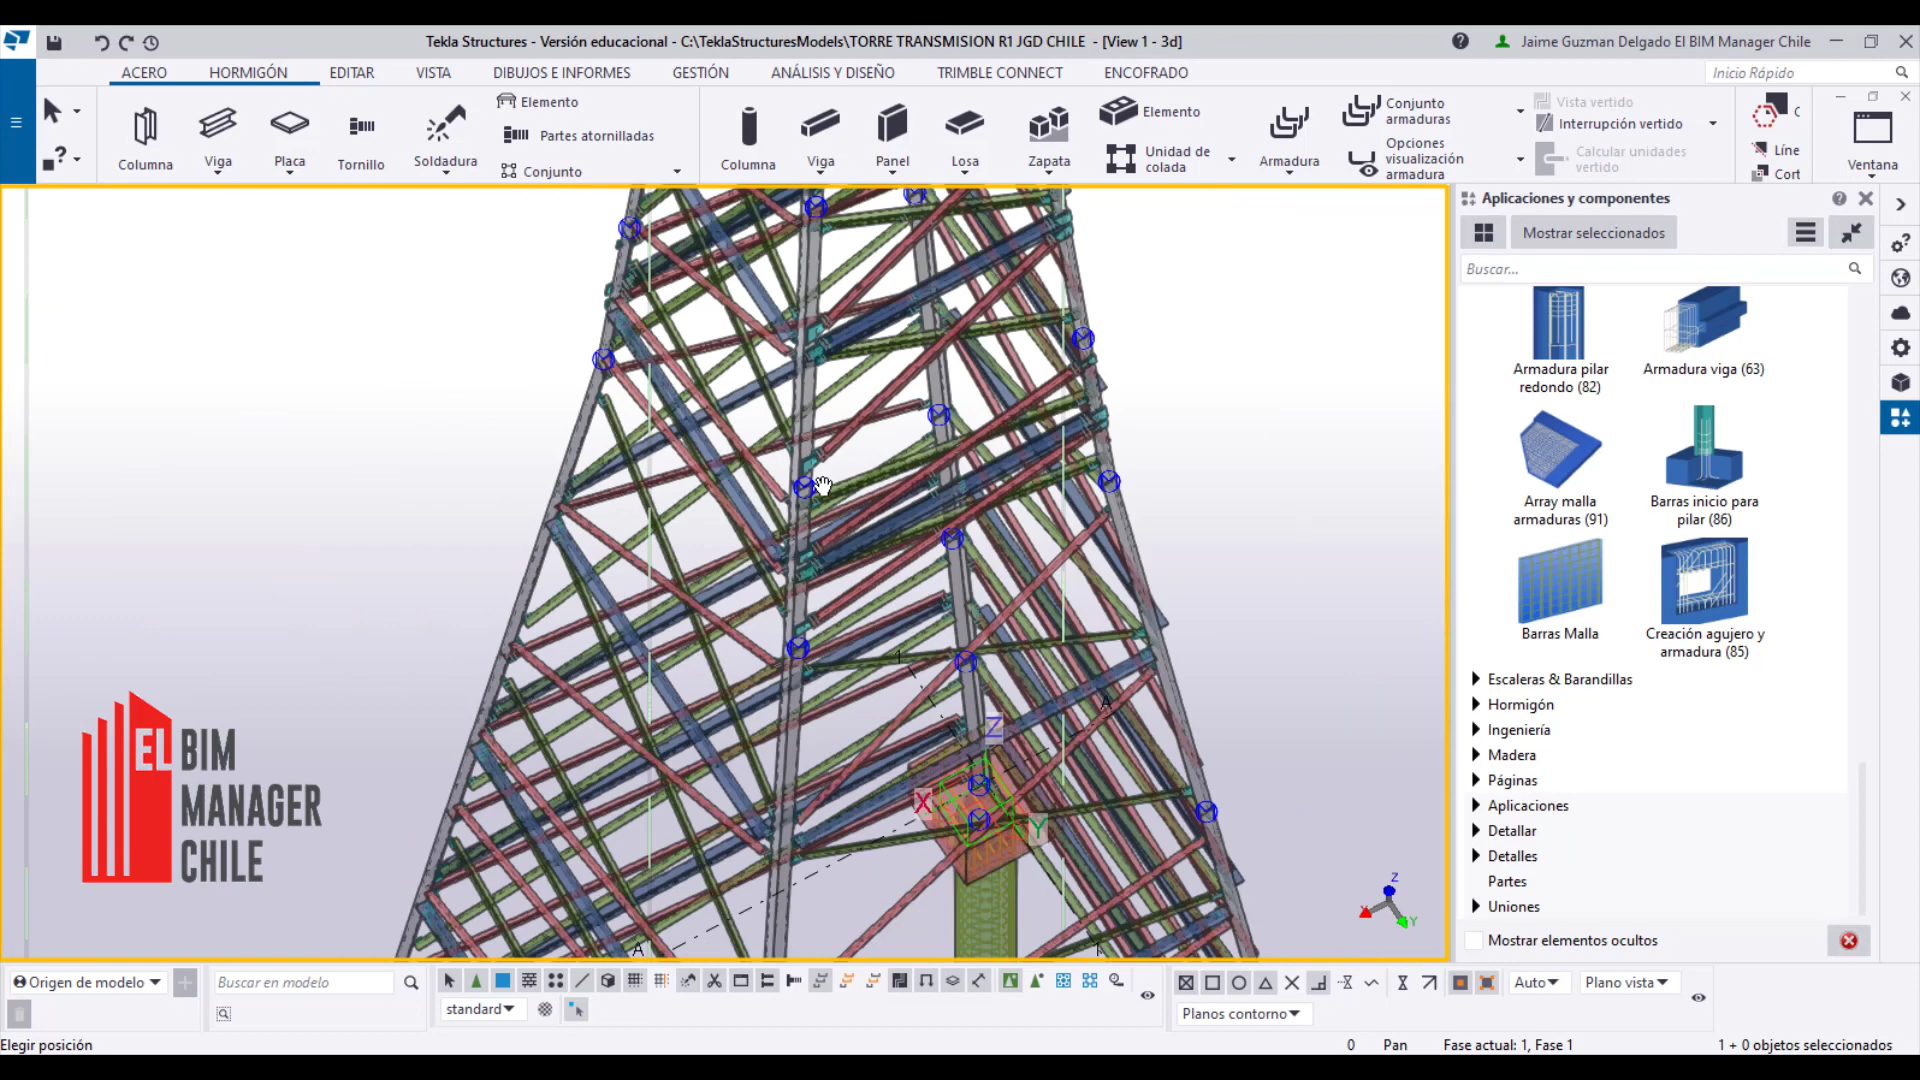 Tekla Structures - Versión educacional - C:\TeklaStructuresModels\TORRE TRANSMISION R1 JGD CHILE - [View 1 - 3d]
Jaime Guzman Delgado El BIM Manager Chile
ACERO HORMIGÓN EDITAR VISTA DIBUJOS E INFORMES GESTIÓN ANÁLISIS Y DISEÑO TRIMBLE CONNECT ENCOFRADO
Inicio Rápido
Columna
Viga
Placa
Tornillo
Soldadura
Elemento
Partes atornilladas
Conjunto
Columna
Viga
Panel
Losa
Zapata
Elemento
Unidad de
colada
Armadura
Conjunto
armaduras
Opciones
visualización
armadura
Vista vertido
Interrupción vertido
Calcular unidades
vertido
C
Líne
Cort
Ventana
Aplicaciones y componentes
Mostrar seleccionados
Buscar...
Armadura pilar
redondo (82)
Armadura viga (63)
Array malla
armaduras (91)
Barras inicio para
pilar (86)
Barras Malla
Creación agujero y
armadura (85)
Escaleras & Barandillas
Hormigón
Ingeniería
Madera
Páginas
Aplicaciones
Detallar
Detalles
Partes
Uniones
Mostrar elementos ocultos
1
A
Z
X
Y
A
1
Z
X
Y
EL BIM
MANAGER
CHILE
Origen de modelo
Buscar en modelo
standard
Auto
Plano vista
Planos contorno
Elegir posición
0
Pan
Fase actual: 1, Fase 1
1 + 0 objetos seleccionados